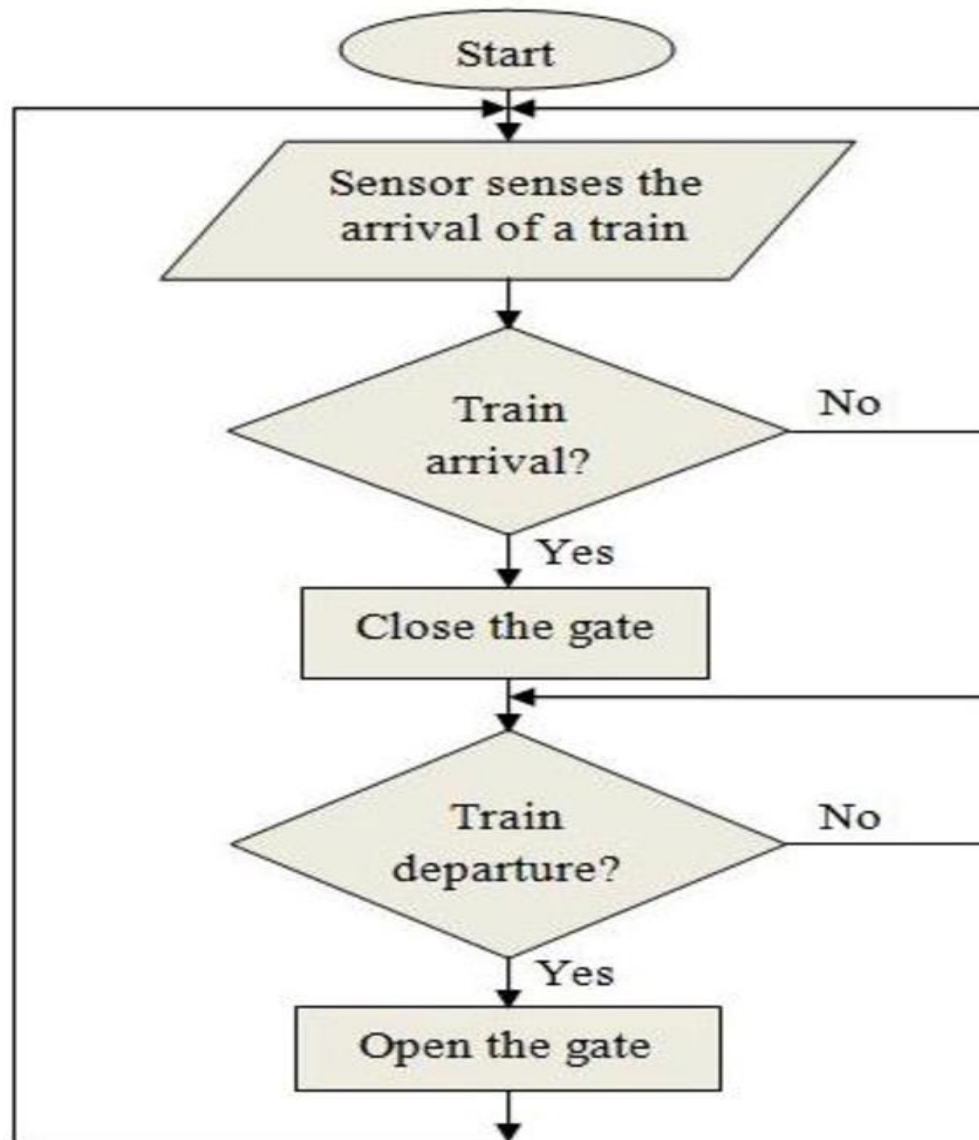 Start
Sensor senses the
arrival of a train
Train
arrival?
No
Yes
Close the gate
Train
departure?
No
Yes
Open the gate